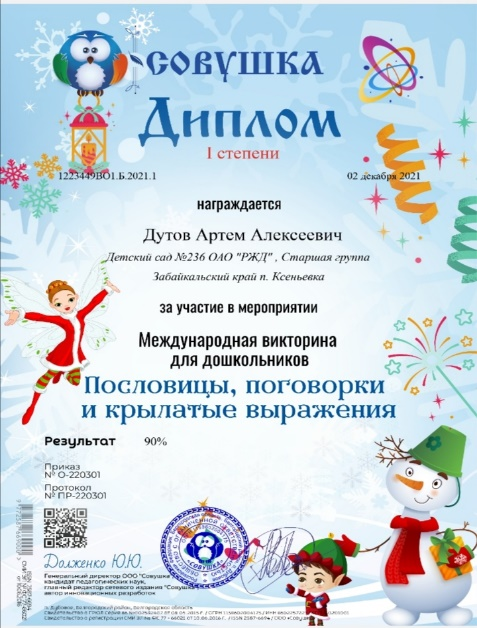 СОВУШКА
Диплом
I степени
1223449ВО1.Б.2021.1
02 декабря 2021
награждается
Дутов Артем Алексеевич
Детский сад №236 ОАО "РЖД" , Старшая группа
Забайкальский край п. Ксеньевка
за участие в мероприятии
Международная викторина
для дошкольников
Пословицы, поговорки
и крылатые выражения
Результат 90%
Приказ
№ О-220301
Протокол
№ ПР-220301
Долженко Ю.Ю.
Генеральный директор ООО "Совушка",
кандидат педагогических наук,
главный редактор сетевого издания "Совушка",
автор инновационных разработок